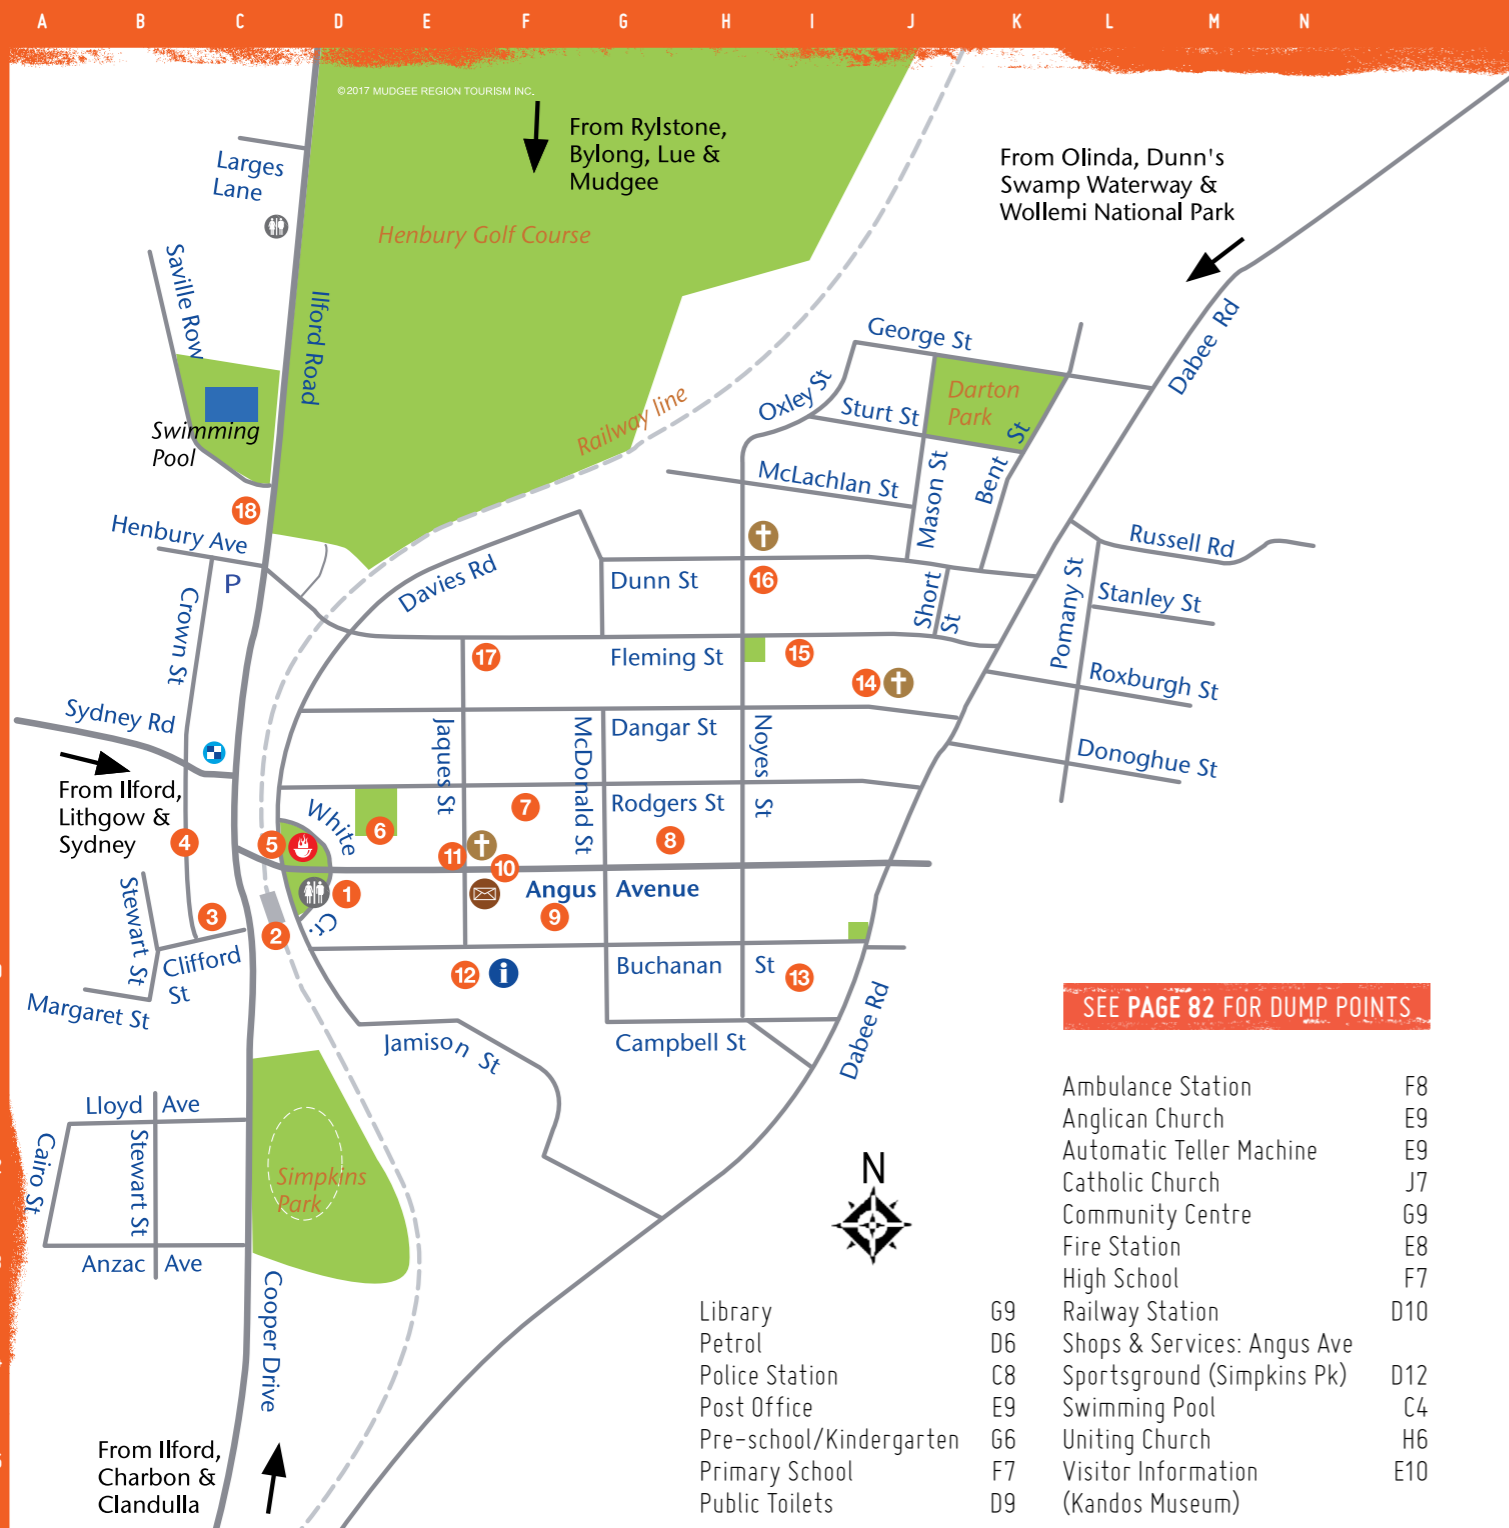 A B C D E F G H I J K L M N
©2017 MUDGEE REGION TOURISM INC.
From Rylstone,
Bylong, Lue &
Mudgee
From Olinda, Dunn's
Swamp Waterway &
Wollemi National Park
Larges
Lane
Henbury Golf Course
Saville Row
Ilford Road
George St
Dabee Rd
Darton
Park
Oxley St
Sturt St
Railway line
Swimming
Pool
Bent St
McLachlan St
Mason St
18
Henbury Ave
Russell Rd
P
Davies Rd
Dunn St
16
Short St
Pomany St
Stanley St
Crown St
17
Fleming St
15
14
Roxburgh St
Sydney Rd
Jaques St
McDonald St
Dangar St
Noyes St
Donoghue St
From Ilford,
Lithgow &
Sydney
White
Cr.
7
Rodgers St
6
4
5
8
11
10
Stewart St
1
Angus Avenue
3
9
2
Clifford
St
Buchanan St
12
i
13
Margaret St
Jamison St
Campbell St
Dabee Rd
SEE PAGE 82 FOR DUMP POINTS
Lloyd Ave
Cairo St
Stewart St
Simpkins
Park
N
Anzac Ave
Cooper Drive
From Ilford,
Charbon &
Clandulla
Library G9
Petrol D6
Police Station C8
Post Office E9
Pre-school/Kindergarten G6
Primary School F7
Public Toilets D9
Ambulance Station F8
Anglican Church E9
Automatic Teller Machine E9
Catholic Church J7
Community Centre G9
Fire Station E8
High School F7
Railway Station D10
Shops & Services: Angus Ave
Sportsground (Simpkins Pk) D12
Swimming Pool C4
Uniting Church H6
Visitor Information E10
(Kandos Museum)